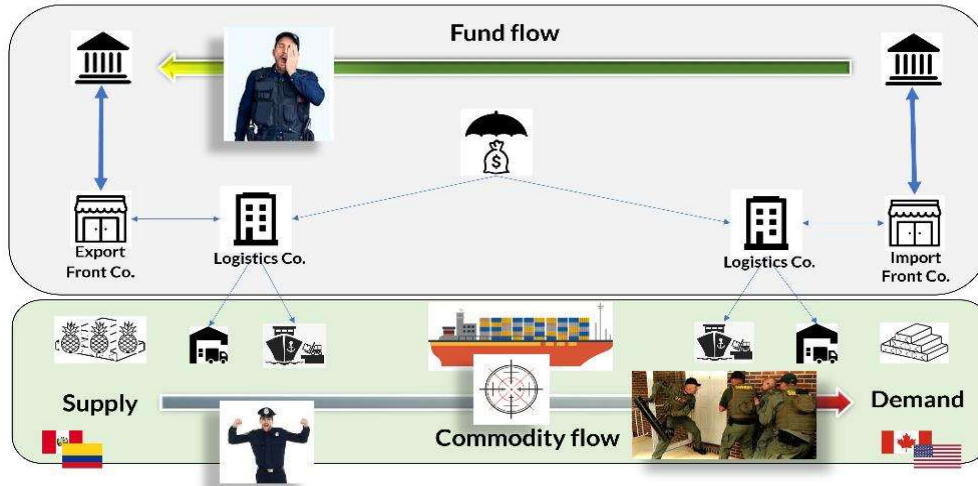 Fund flow
$
Export
Front Co.
Logistics Co.
Logistics Co.
Import
Front Co.
Supply
Commodity flow
Demand